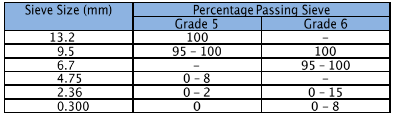 Sieve Size (mm) Percentage Passing Sieve
Grade 5 Grade 6
13.2 100 –
9.5 95 – 100 100
6.7 – 95 – 100
4.75 0 – 8 –
2.36 0 – 2 0 – 15
0.300 0 0 – 8